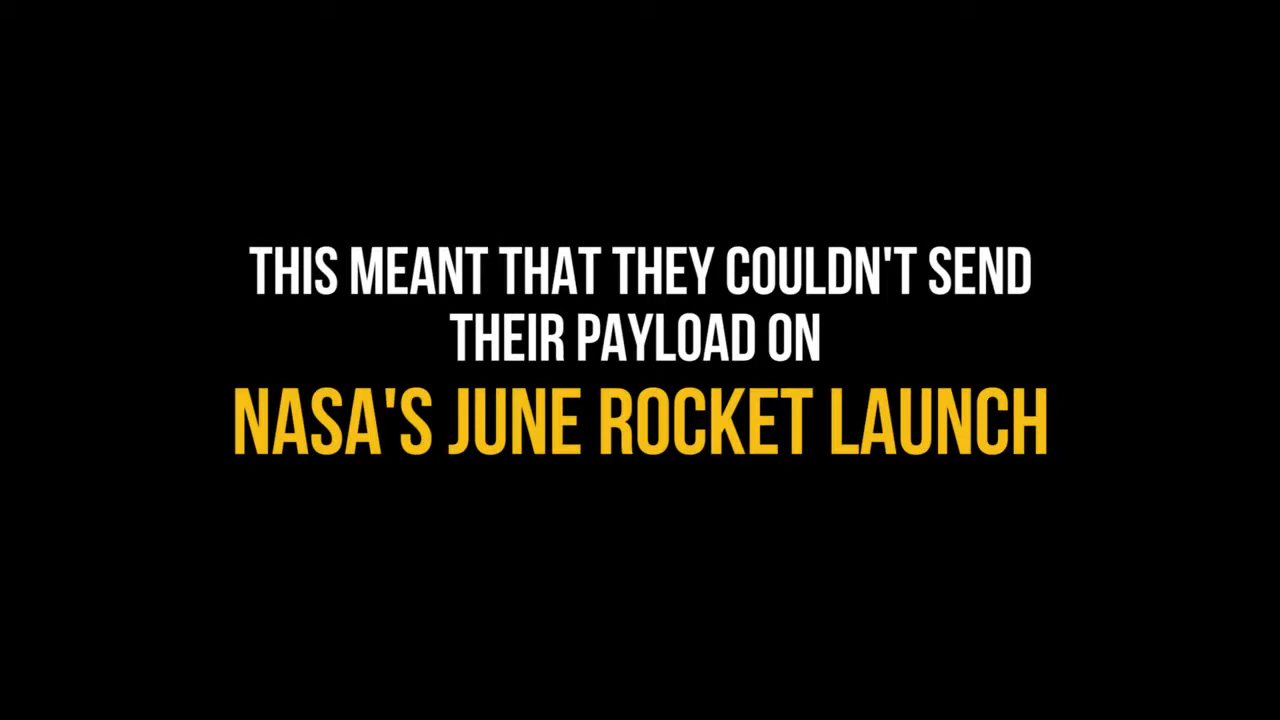 THIS MEANT THAT THEY COULDN'T SEND
THEIR PAYLOAD ON
NASA'S JUNE ROCKET LAUNCH